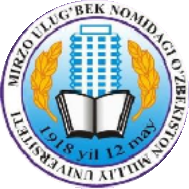 MIRZO ULUG'BEK NOMIDAGI O'ZBEKISTON MILLIY UNIVERSITETI
1918 yil 12 may